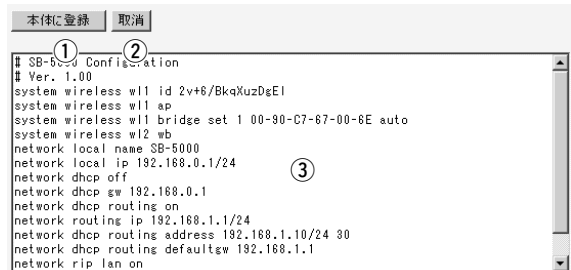 本体に登録 取消
① ②
# SB-5000 Configuration
# Ver. 1.00
system wireless wl1 id 2v+6/BkqXuzDgEI
system wireless wl1 ap
system wireless wl1 bridge set 1 00-90-C7-67-00-6E auto
system wireless wl2 wb
network local name SB-5000
network local ip 192.168.0.1/24
③
network dhcp off
network dhcp gw 192.168.0.1
network dhcp routing on
network routing ip 192.168.1.1/24
network dhcp routing address 192.168.1.10/24 30
network dhcp routing defaultgw 192.168.1.1
network rip lan on